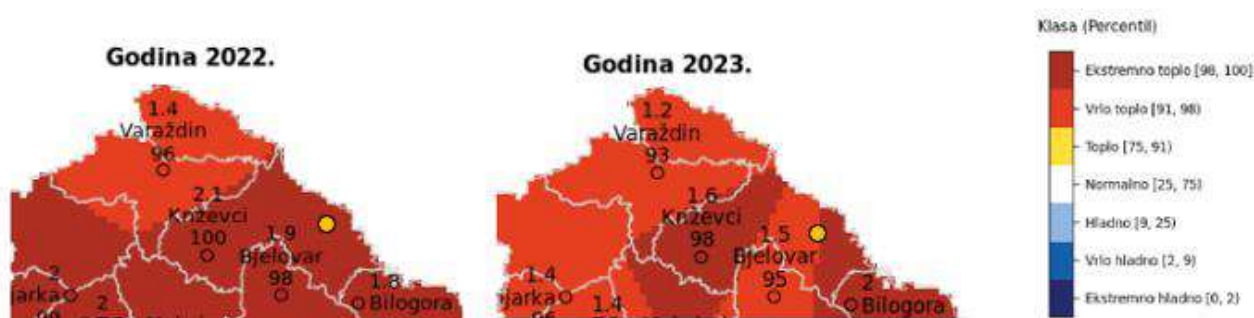 Godina 2022.
1.4
Varaždin
96
2.1
Križevci
100
1.9
Bjelovar
98
2
jarka
2
1.8
Bilogora
Godina 2023.
1.2
Varaždin
93
1.6
Križevci
98
1.5
Bjelovar
95
1.4
jarka
1.4
2
Bilogora
Klasa (Percentil)
Ekstremno toplo [98, 100]
Vrlo toplo [91, 98)
Toplo [75, 91)
Normalno [25, 75)
Hladno [9, 25)
Vrlo hladno [2, 9)
Ekstremno hladno [0, 2)